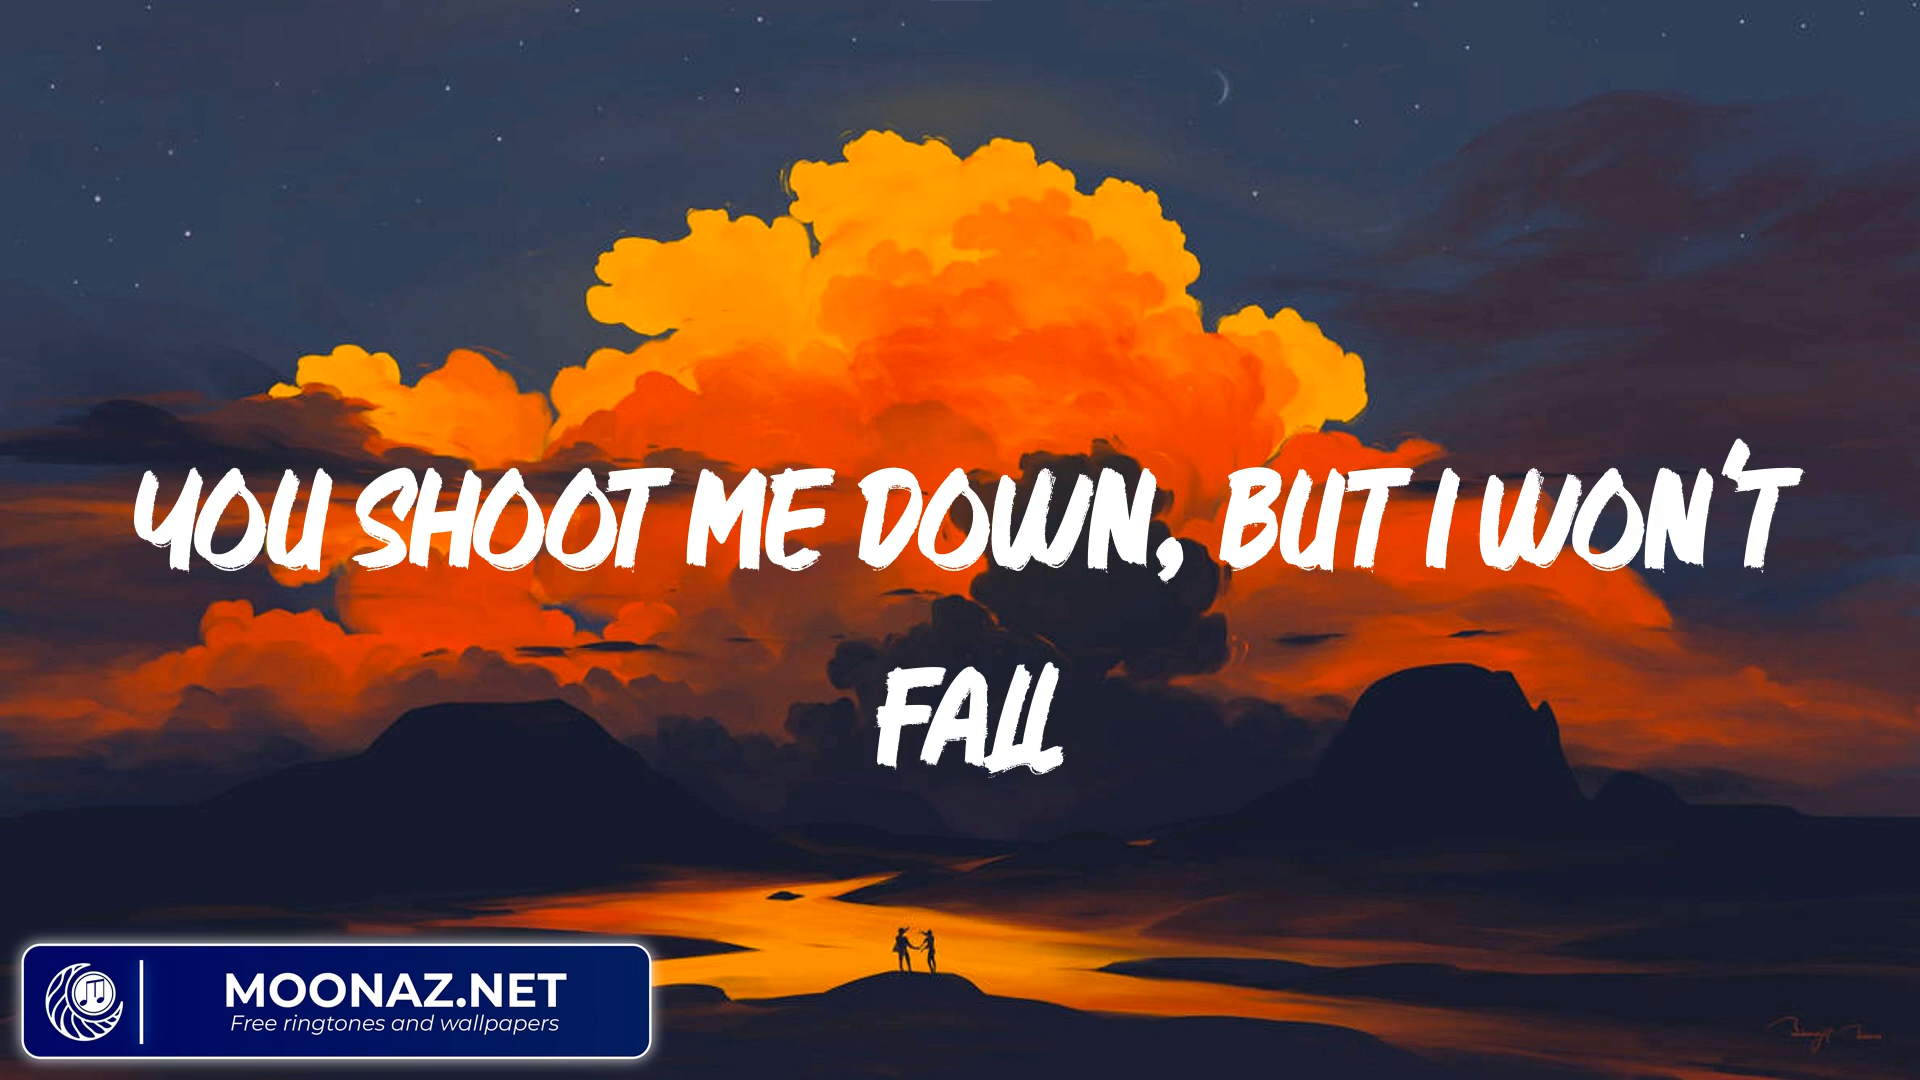 YOU SHOOT ME DOWN, BUT I WON'T
FALL
MOONAZ.NET
Free ringtones and wallpapers